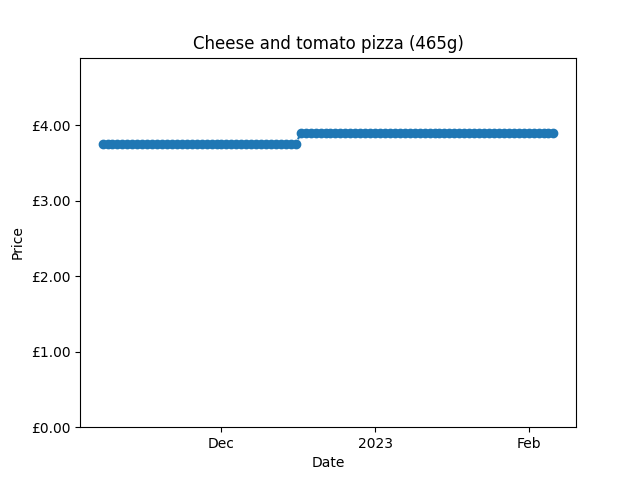 Cheese and tomato pizza (465g)
£4.00
£3.00
£2.00
£1.00
£0.00
Price
Dec
2023
Feb
Date